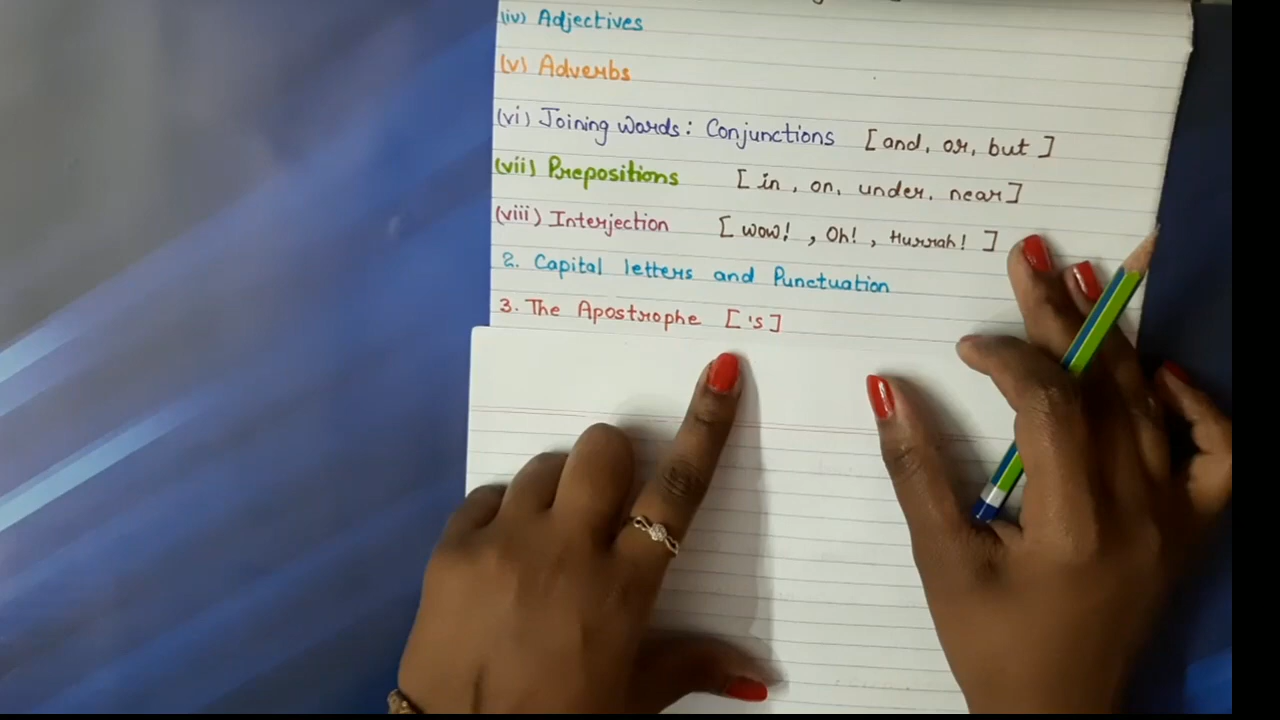 (iv) Adjectives
(v) Adverbs
(vi) Joining words: Conjunctions [and, or, but]
(vii) Prepositions [in, on, under, near]
(viii) Interjection [wow!, Oh!, Hurrah!]
2. Capital letters and Punctuation
3. The Apostrophe ['s]